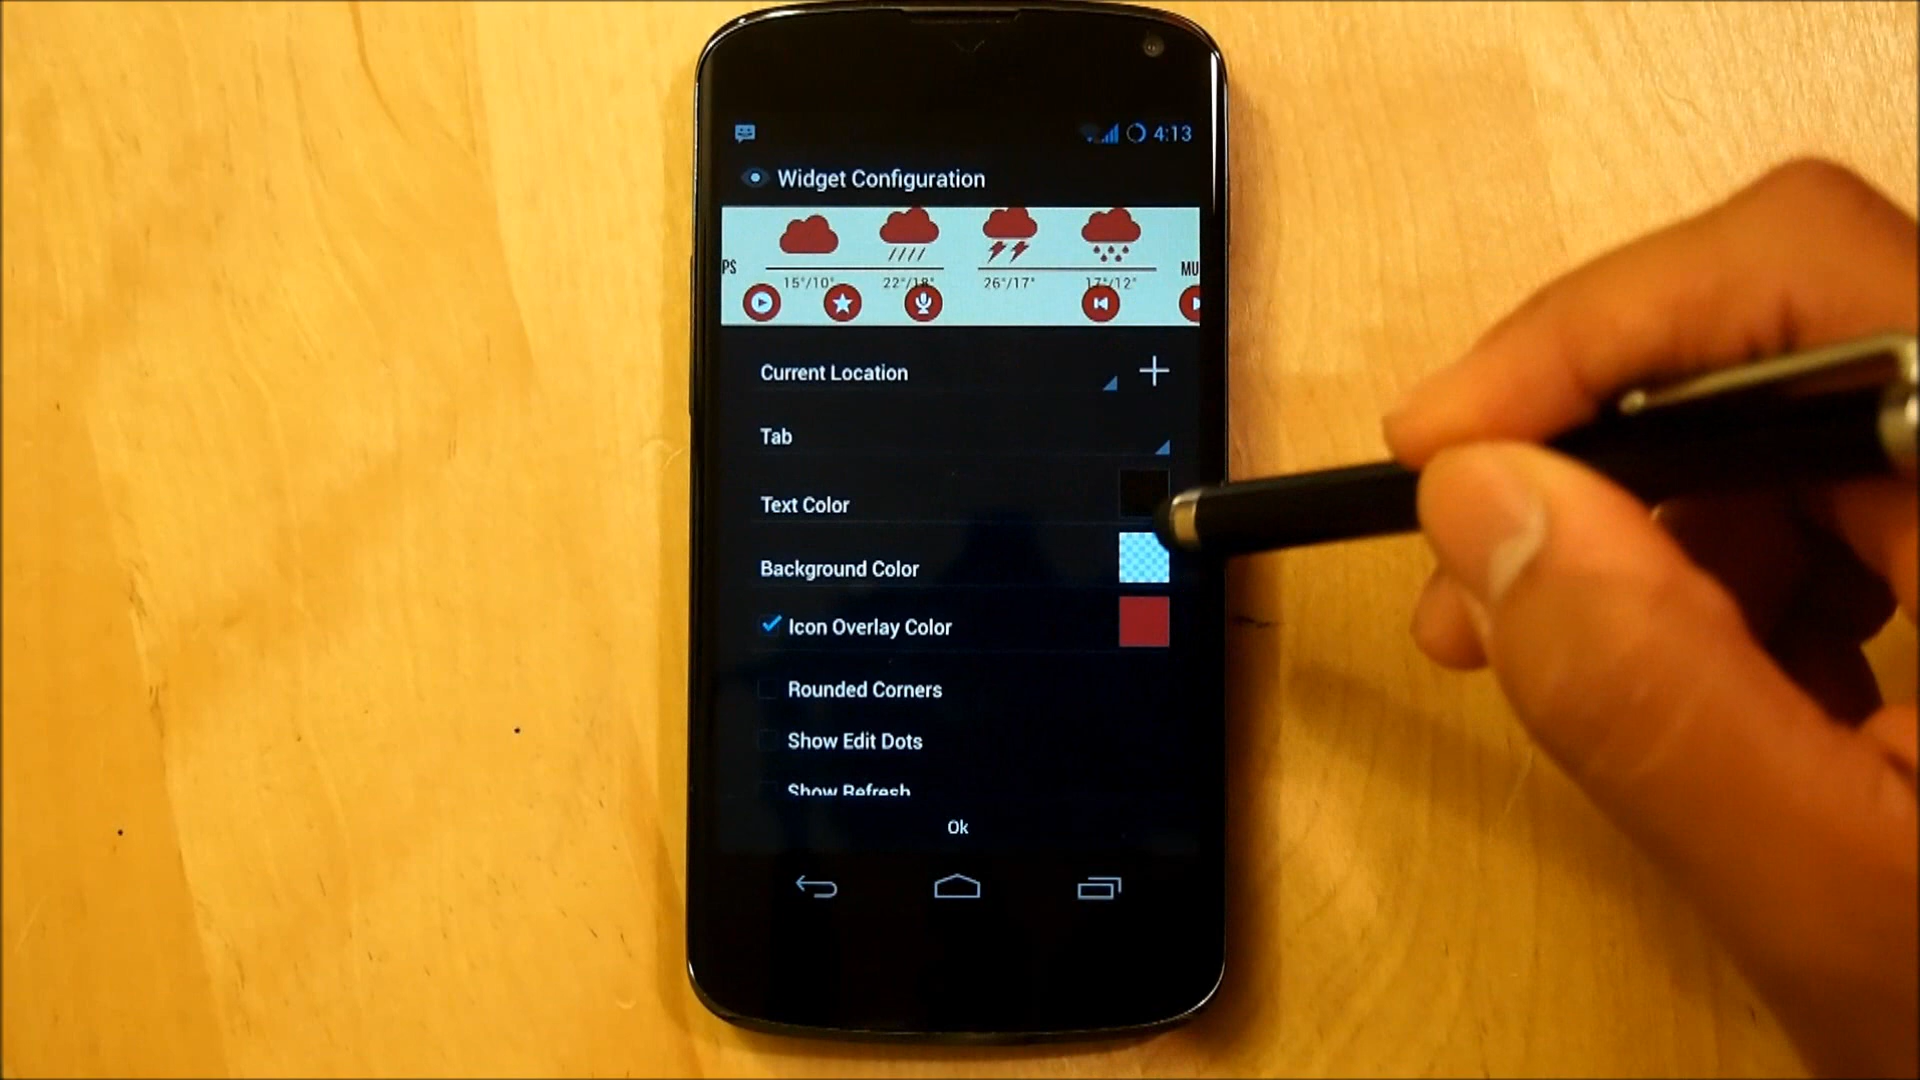 4:13
Widget Configuration
PS
MU
15°/10° 22°/18° 26°/17° 17°/12°
Current Location
Tab
Text Color
Background Color
Icon Overlay Color
Rounded Corners
Show Edit Dots
Show Refresh
Ok